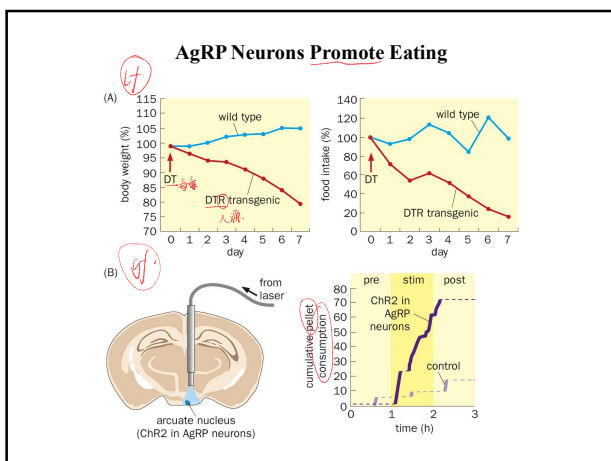 AgRP Neurons Promote Eating
lf
(A)
115
110
105
100
95
90
85
80
75
70
body weight (%)
wild type
DT
DTR transgenic
0 1 2 3 4 5 6 7
day
140
120
100
80
60
40
20
0
food intake (%)
wild type
DT
DTR transgenic
0 1 2 3 4 5 6 7
day
gf.
(B)
from
laser
arcuate nucleus
(ChR2 in AgRP neurons)
pre stim post
70
80
70
60
50
40
30
20
10
0
cumulative pellet
consumption
ChR2 in
AgRP
neurons
control
0 1 2 3
time (h)